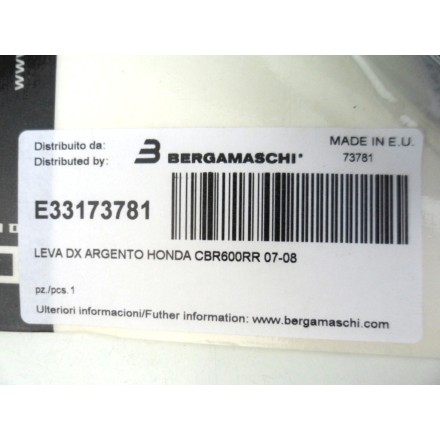 www
Distribuito da:
Distributed by:
BERGAMASCHI
MADE IN E.U.
73781
E33173781
LEVA DX ARGENTO HONDA CBR600RR 07-08
pz./pcs. 1
Ulteriori informacioni/Futher information: www.bergamaschi.com